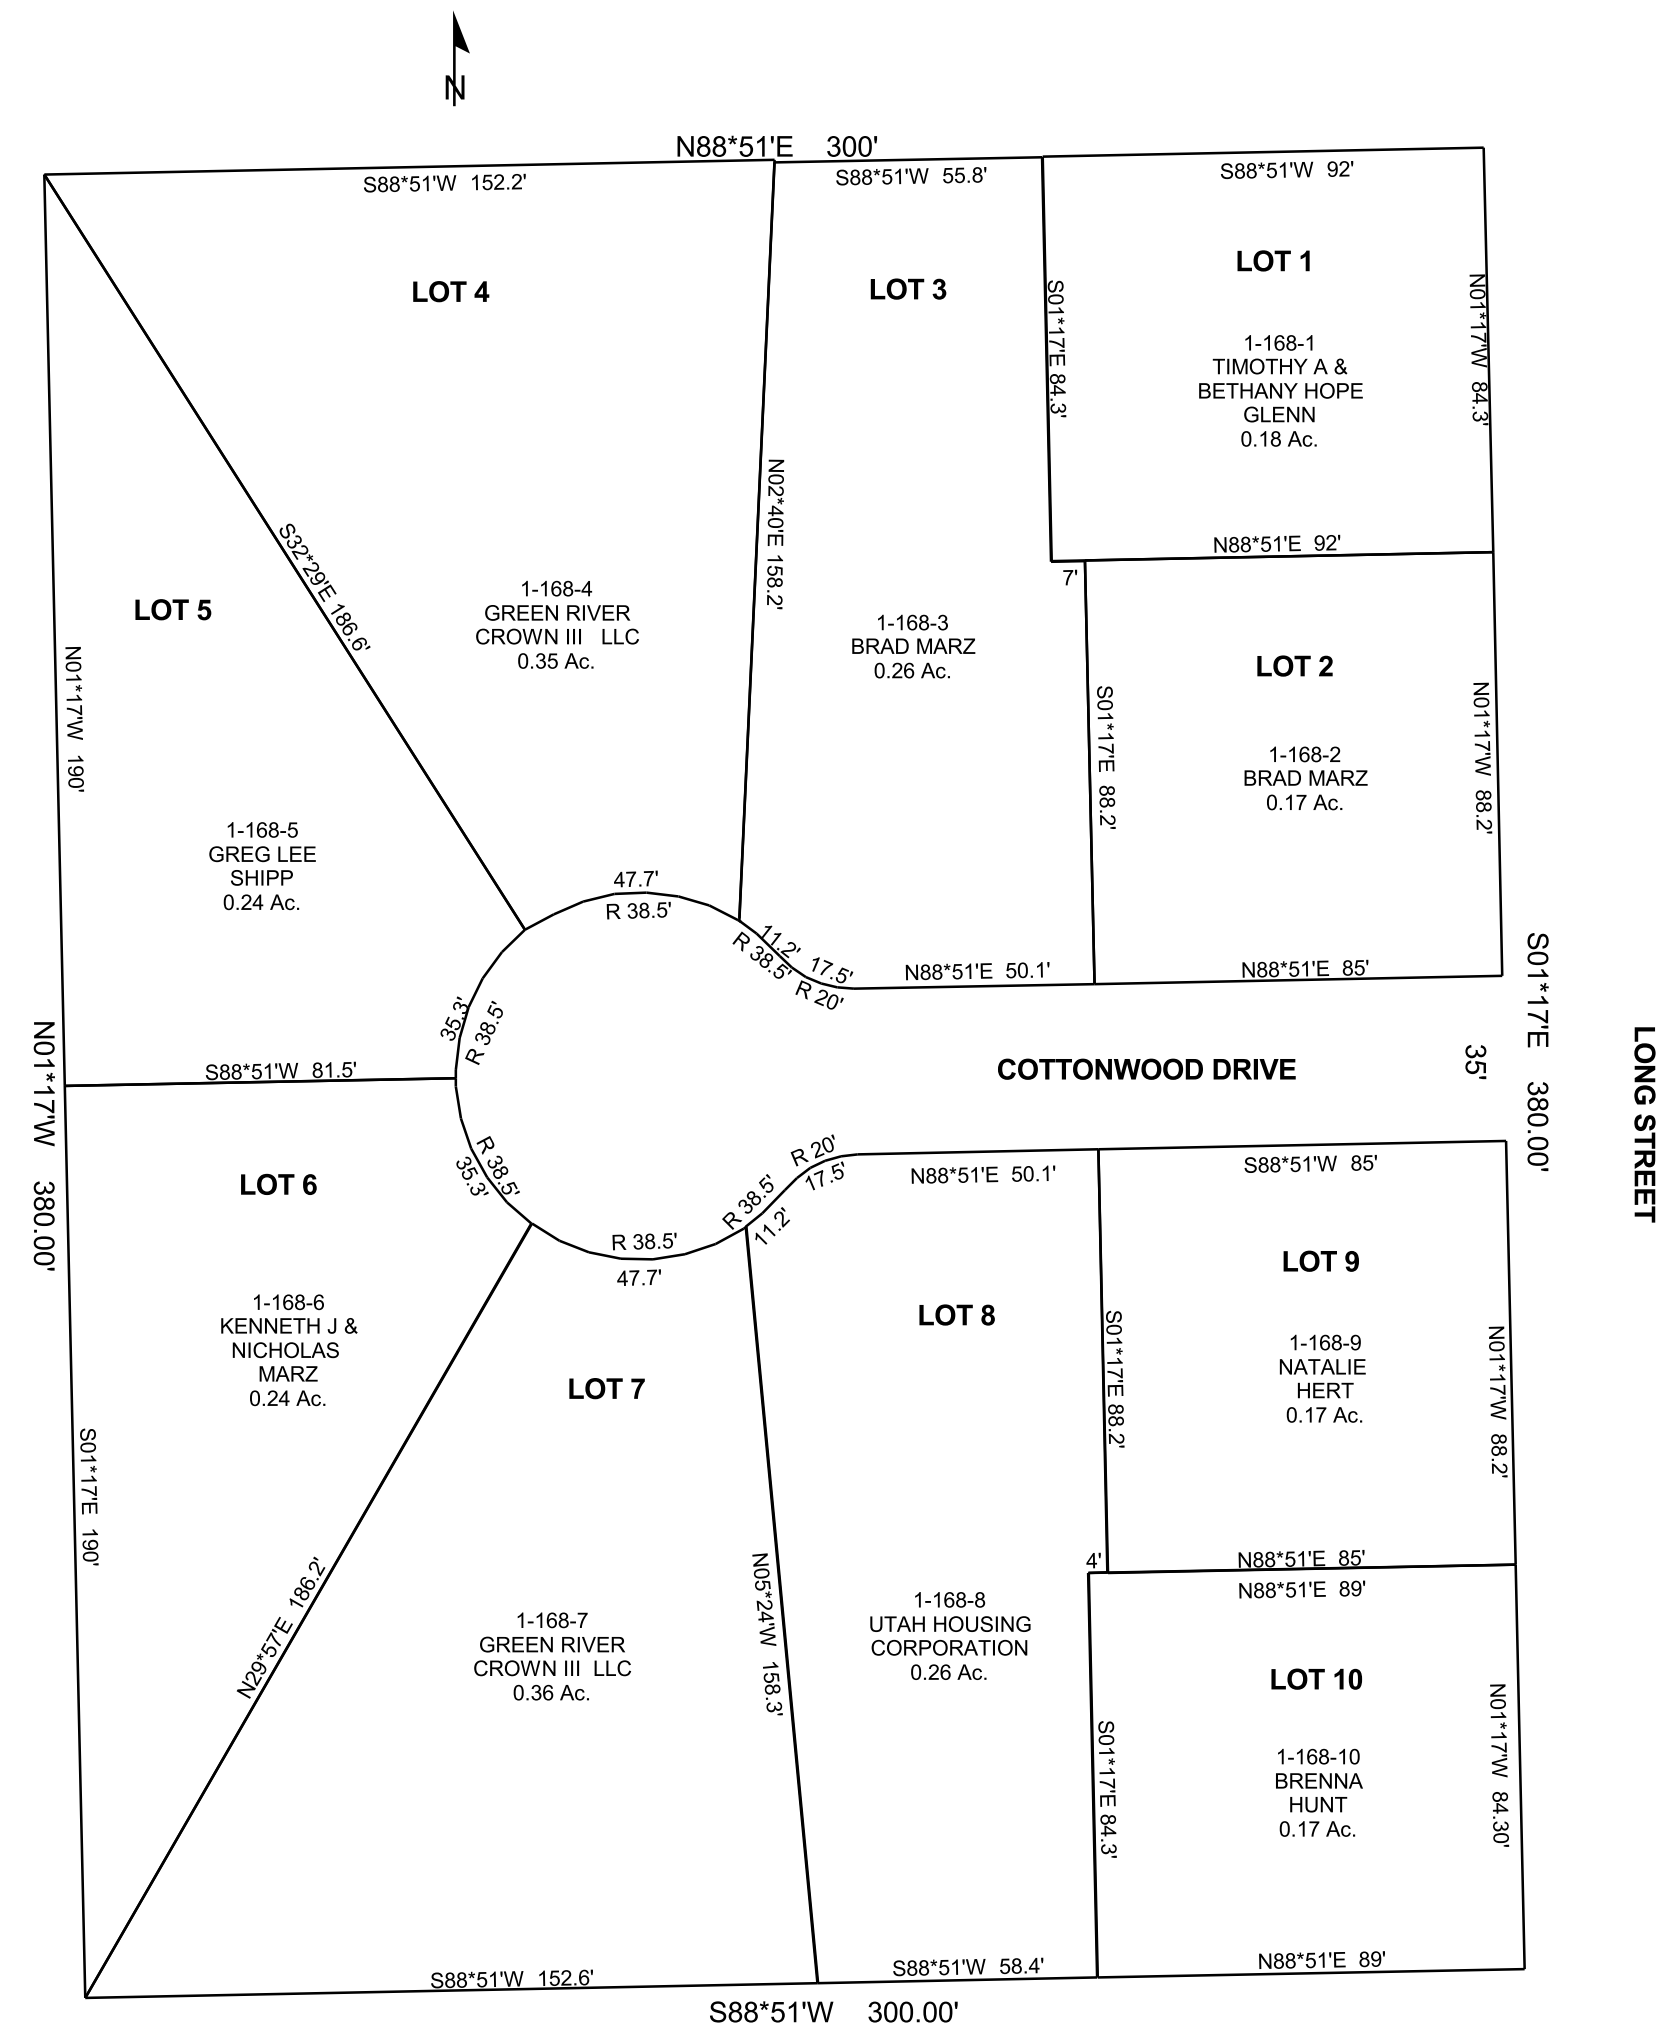 N
N88*51'E 300'
S88*51'W 152.2'
S88*51'W 55.8'
S88*51'W 92'
LOT 4
LOT 3
LOT 1
S01*17'E 84.3'
N01*17'W 84.3'
1-168-1
TIMOTHY A &
BETHANY HOPE
GLENN
0.18 Ac.
N02*40'E 158.2'
S32*29'E 186.6'
N88*51'E 92'
7'
LOT 5
1-168-4
GREEN RIVER
CROWN III LLC
0.35 Ac.
1-168-3
BRAD MARZ
0.26 Ac.
LOT 2
N01*17'W 190'
S01*17'E 88.2'
N01*17'W 88.2'
1-168-2
BRAD MARZ
0.17 Ac.
1-168-5
GREG LEE
SHIPP
0.24 Ac.
47.7'
R 38.5'
11.2'
R 38.5'
17.5'
R 20'
N88*51'E 50.1'
N88*51'E 85'
35.3'
R 38.5'
S01*17'E 380.00'
N01*17'W 380.00'
S88*51'W 81.5'
COTTONWOOD DRIVE
35'
LONG STREET
R 38.5'
35.3'
R 20'
17.5'
R 38.5'
11.2'
N88*51'E 50.1'
S88*51'W 85'
LOT 6
R 38.5'
47.7'
LOT 9
1-168-6
KENNETH J &
NICHOLAS
MARZ
0.24 Ac.
LOT 8
S01*17'E 88.2'
1-168-9
NATALIE
HERT
0.17 Ac.
N01*17'W 88.2'
LOT 7
S01*17'E 190'
N29*57'E 186.2'
N05*24'W 158.3'
4'
N88*51'E 85'
N88*51'E 89'
1-168-7
GREEN RIVER
CROWN III LLC
0.36 Ac.
1-168-8
UTAH HOUSING
CORPORATION
0.26 Ac.
LOT 10
S01*17'E 84.3'
N01*17'W 84.30'
1-168-10
BRENNA
HUNT
0.17 Ac.
S88*51'W 152.6'
S88*51'W 58.4'
N88*51'E 89'
S88*51'W 300.00'